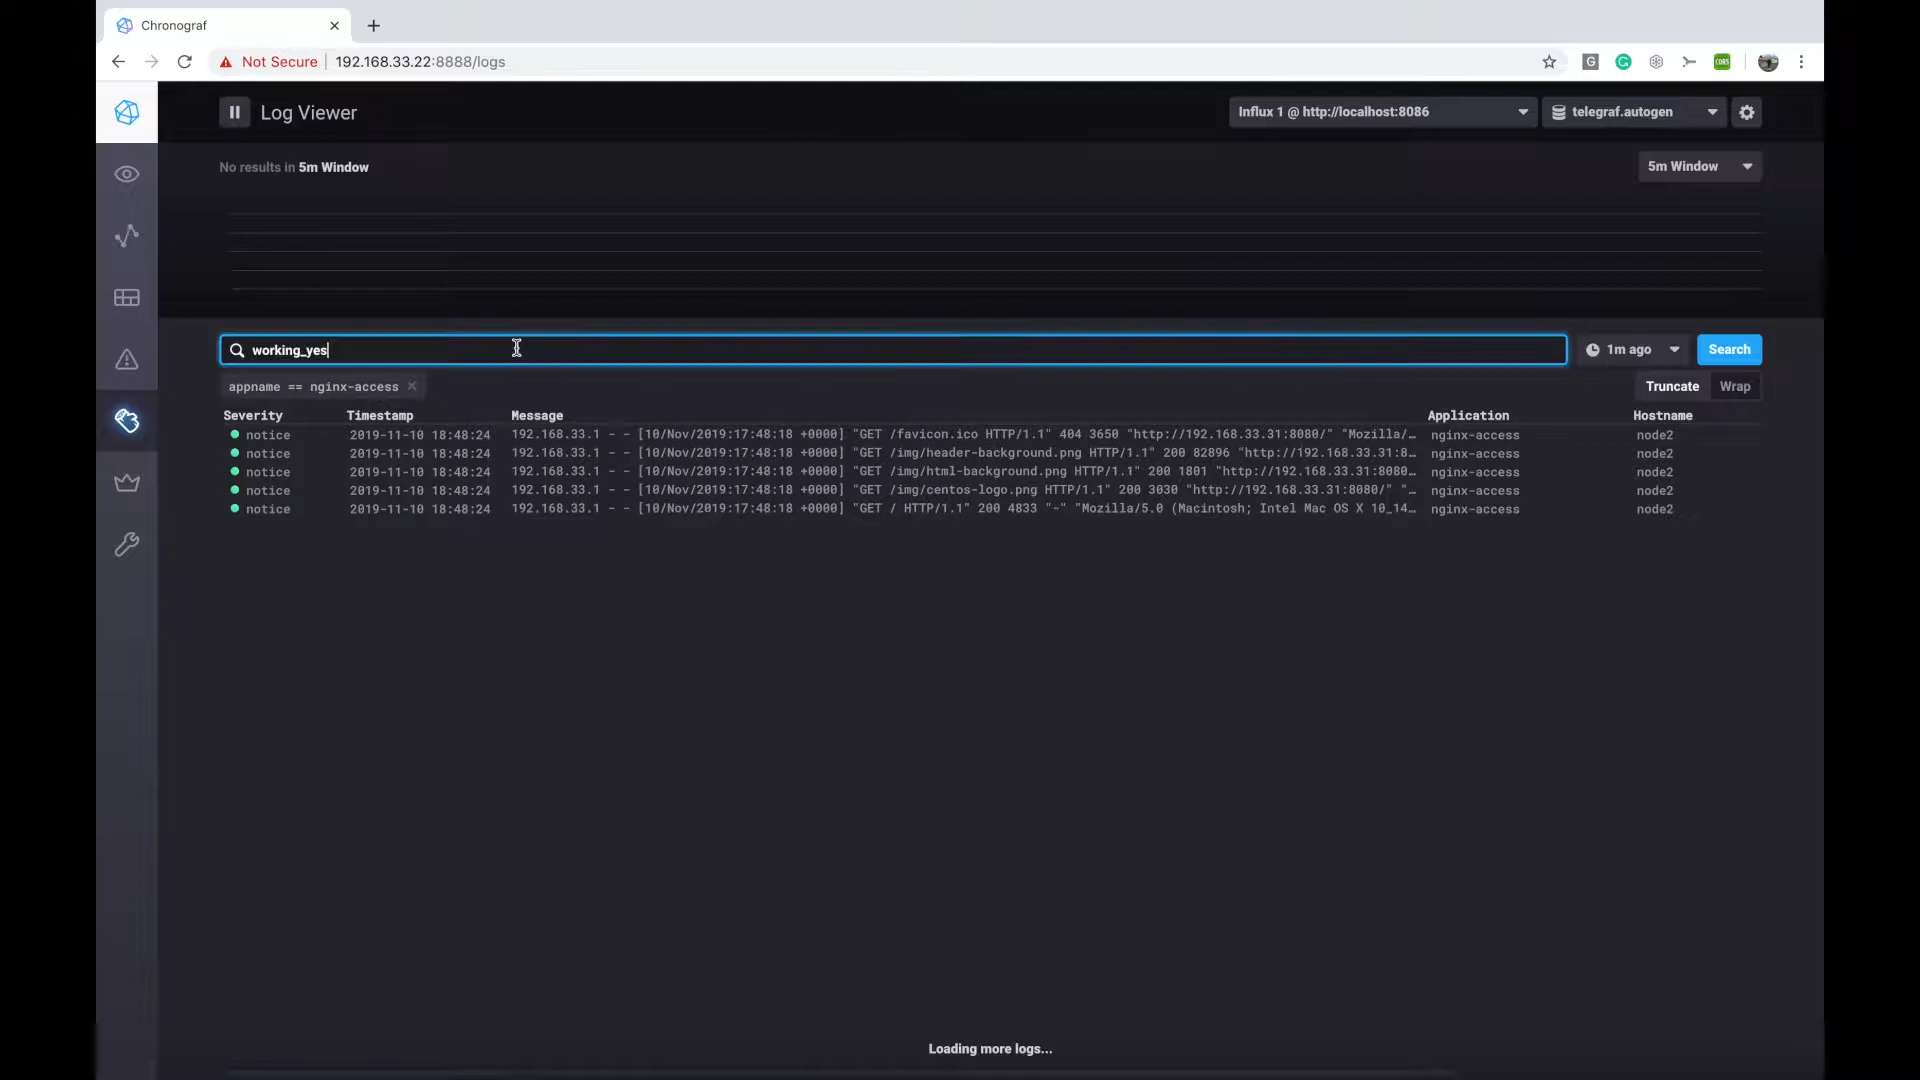 Chronograf
Not Secure 192.168.33.22:8888/logs
G CORS
Log Viewer
Influx 1 @ http://localhost:8086
telegraf.autogen
No results in 5m Window
5m Window
working_yes
1m ago
Search
appname == nginx-access
Truncate Wrap
Severity Timestamp Message Application Hostname
notice 2019-11-10 18:48:24 192.168.33.1 - - [10/Nov/2019:17:48:18 +0000] "GET /favicon.ico HTTP/1.1" 404 3650 "http://192.168.33.31:8080/" "Mozilla/… nginx-access node2
notice 2019-11-10 18:48:24 192.168.33.1 - - [10/Nov/2019:17:48:18 +0000] "GET /img/header-background.png HTTP/1.1" 200 82896 "http://192.168.33.31:8… nginx-access node2
notice 2019-11-10 18:48:24 192.168.33.1 - - [10/Nov/2019:17:48:18 +0000] "GET /img/html-background.png HTTP/1.1" 200 1801 "http://192.168.33.31:8080… nginx-access node2
notice 2019-11-10 18:48:24 192.168.33.1 - - [10/Nov/2019:17:48:18 +0000] "GET /img/centos-logo.png HTTP/1.1" 200 3030 "http://192.168.33.31:8080/" "… nginx-access node2
notice 2019-11-10 18:48:24 192.168.33.1 - - [10/Nov/2019:17:48:18 +0000] "GET / HTTP/1.1" 200 4833 "-" "Mozilla/5.0 (Macintosh; Intel Mac OS X 10_14… nginx-access node2
Loading more logs...